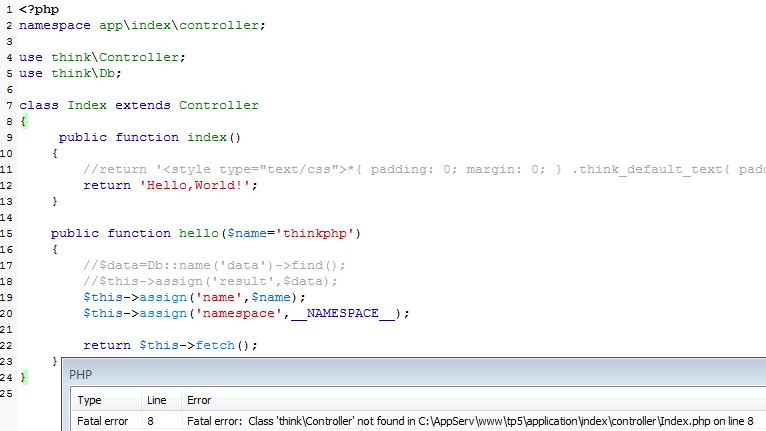 1 <?php
2 namespace app\index\controller;
3
4 use think\Controller;
5 use think\Db;
6
7 class Index extends Controller
8 {
9 public function index()
10 {
11 //return '<style type="text/css">*{ padding: 0; margin: 0; } .think_default_text{ padd
12 return 'Hello,World!';
13 }
14
15 public function hello($name='thinkphp')
16 {
17 //$data=Db::name('data')->find();
18 //$this->assign('result',$data);
19 $this->assign('name',$name);
20 $this->assign('namespace',__NAMESPACE__);
21
22 return $this->fetch();
23 }
24 }
25
PHP
Type Line Error
Fatal error 8 Fatal error: Class 'think\Controller' not found in C:\AppServ\www\tp5\application\index\controller\Index.php on line 8